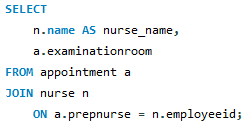 SELECT
n.name AS nurse_name,
a.examinationroom
FROM appointment a
JOIN nurse n
ON a.prepnurse = n.employeeid;